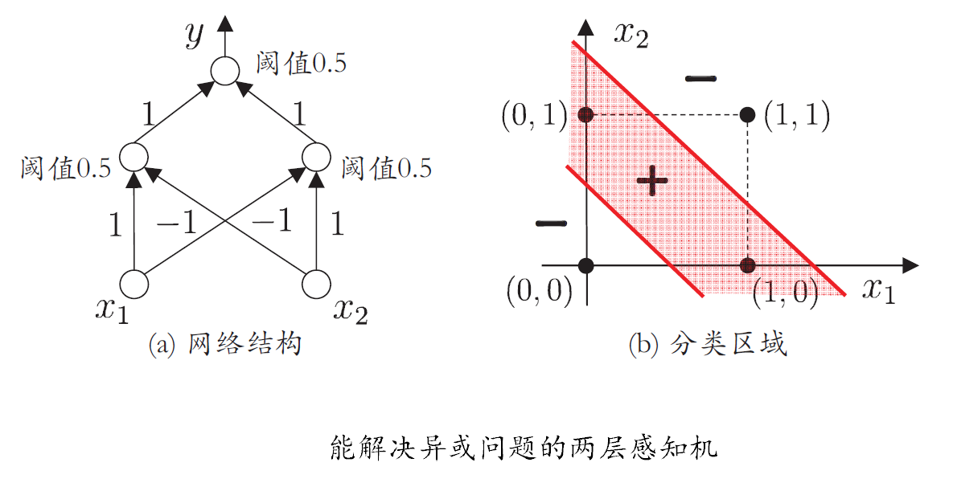 y
阈值0.5
1 1
阈值0.5 阈值0.5
1 −1 −1 1
x1 x2
(a) 网络结构
x2
−
(0, 1) (1, 1)
+
−
(0, 0) (1, 0) x1
(b) 分类区域
能解决异或问题的两层感知机